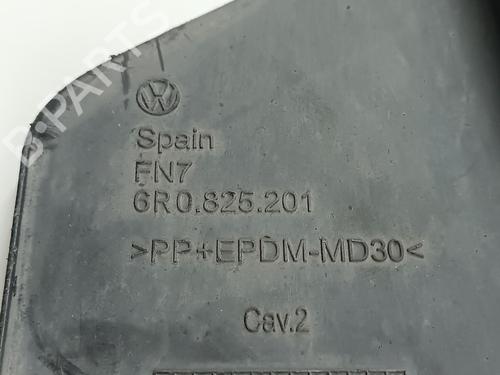 B-PARTS
Spain
FN7
6R0.825.201
>PP+EPDM-MD30<
Cav.2